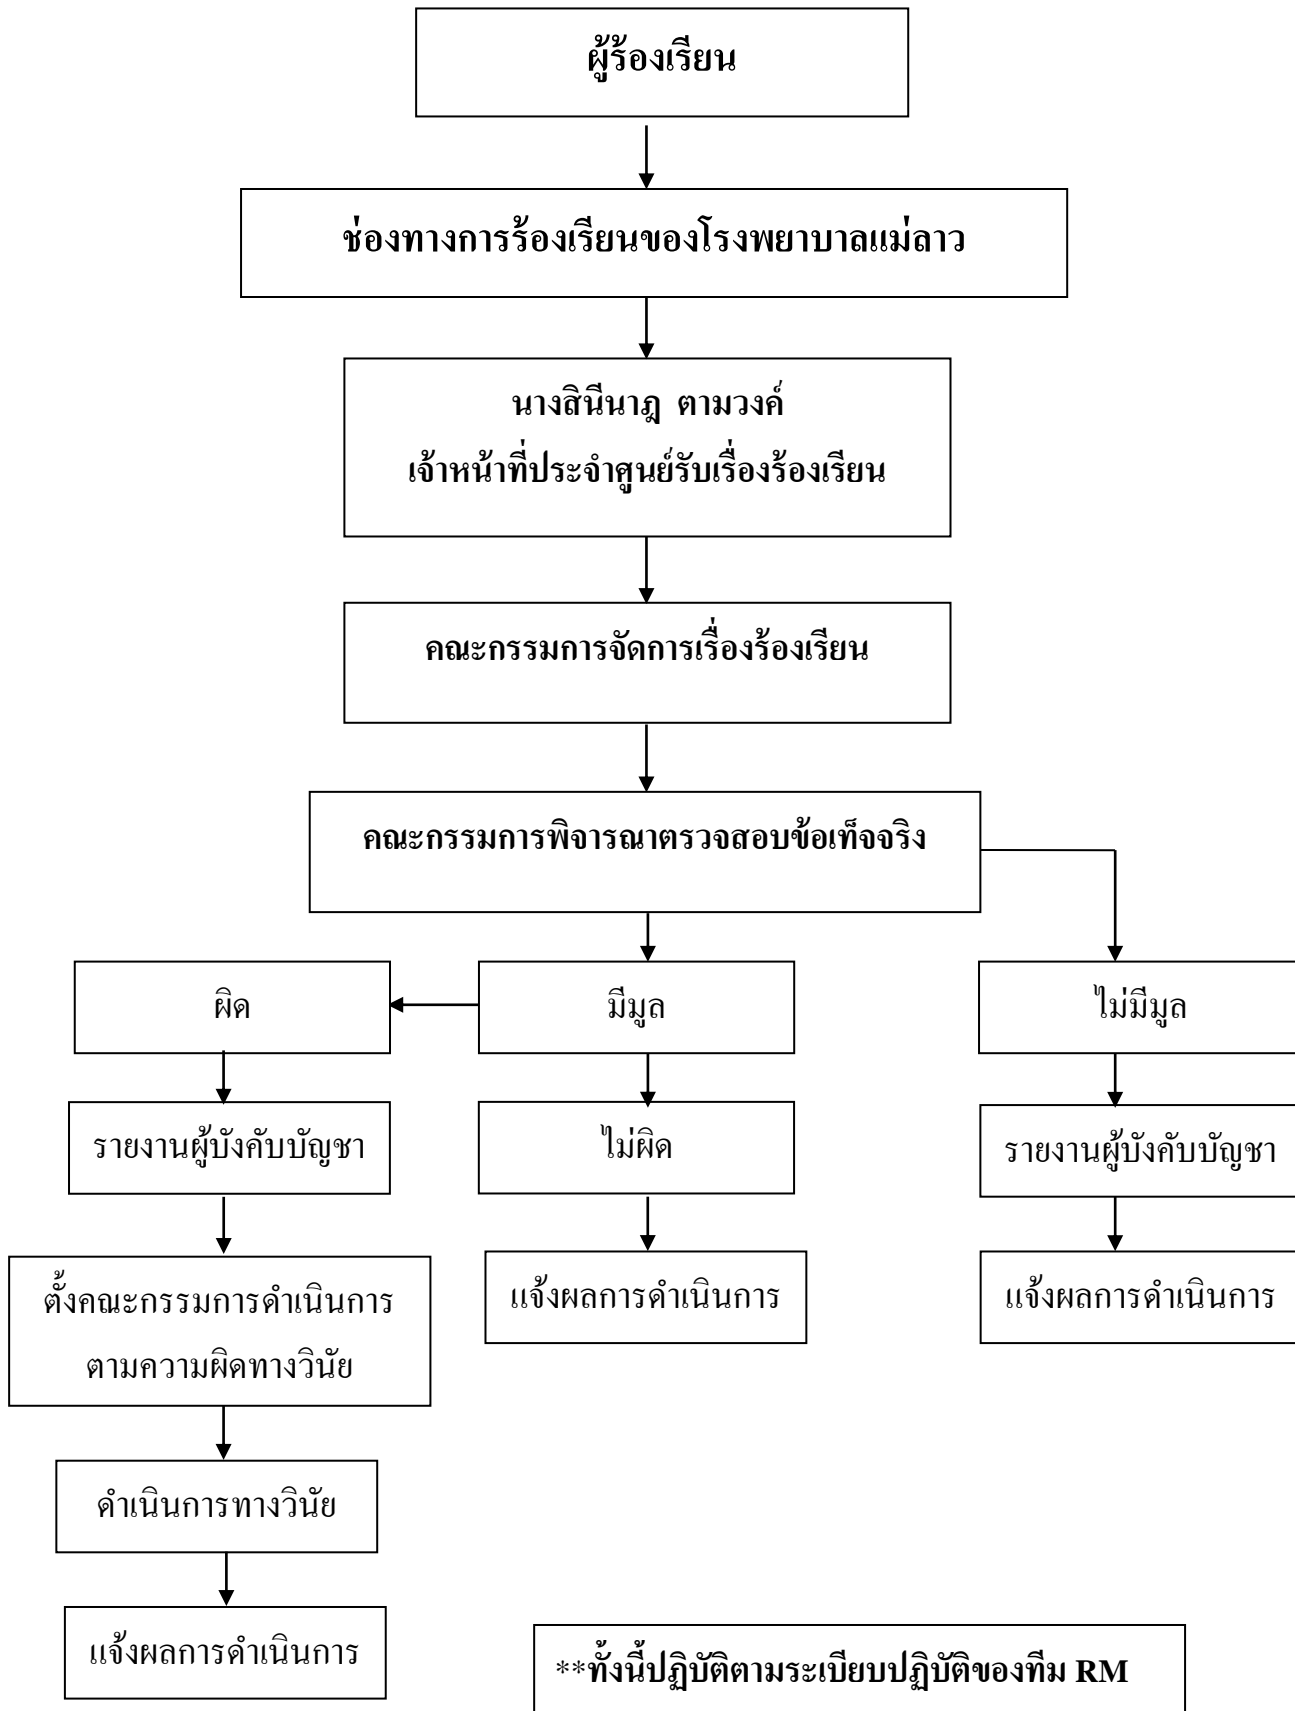 ผู้ร้องเรียน
ช่องทางการร้องเรียนของโรงพยาบาลแม่ลาว
นางสินีนาฎ ตามวงค์
เจ้าหน้าที่ประจำศูนย์รับเรื่องร้องเรียน
คณะกรรมการจัดการเรื่องร้องเรียน
คณะกรรมการพิจารณาตรวจสอบข้อเท็จจริง
ผิด
มีมูล
ไม่มีมูล
รายงานผู้บังคับบัญชา
ไม่ผิด
รายงานผู้บังคับบัญชา
ตั้งคณะกรรมการดำเนินการ
ตามความผิดทางวินัย
แจ้งผลการดำเนินการ
แจ้งผลการดำเนินการ
ดำเนินการทางวินัย
แจ้งผลการดำเนินการ
**ทั้งนี้ปฏิบัติตามระเบียบปฏิบัติของทีม RM